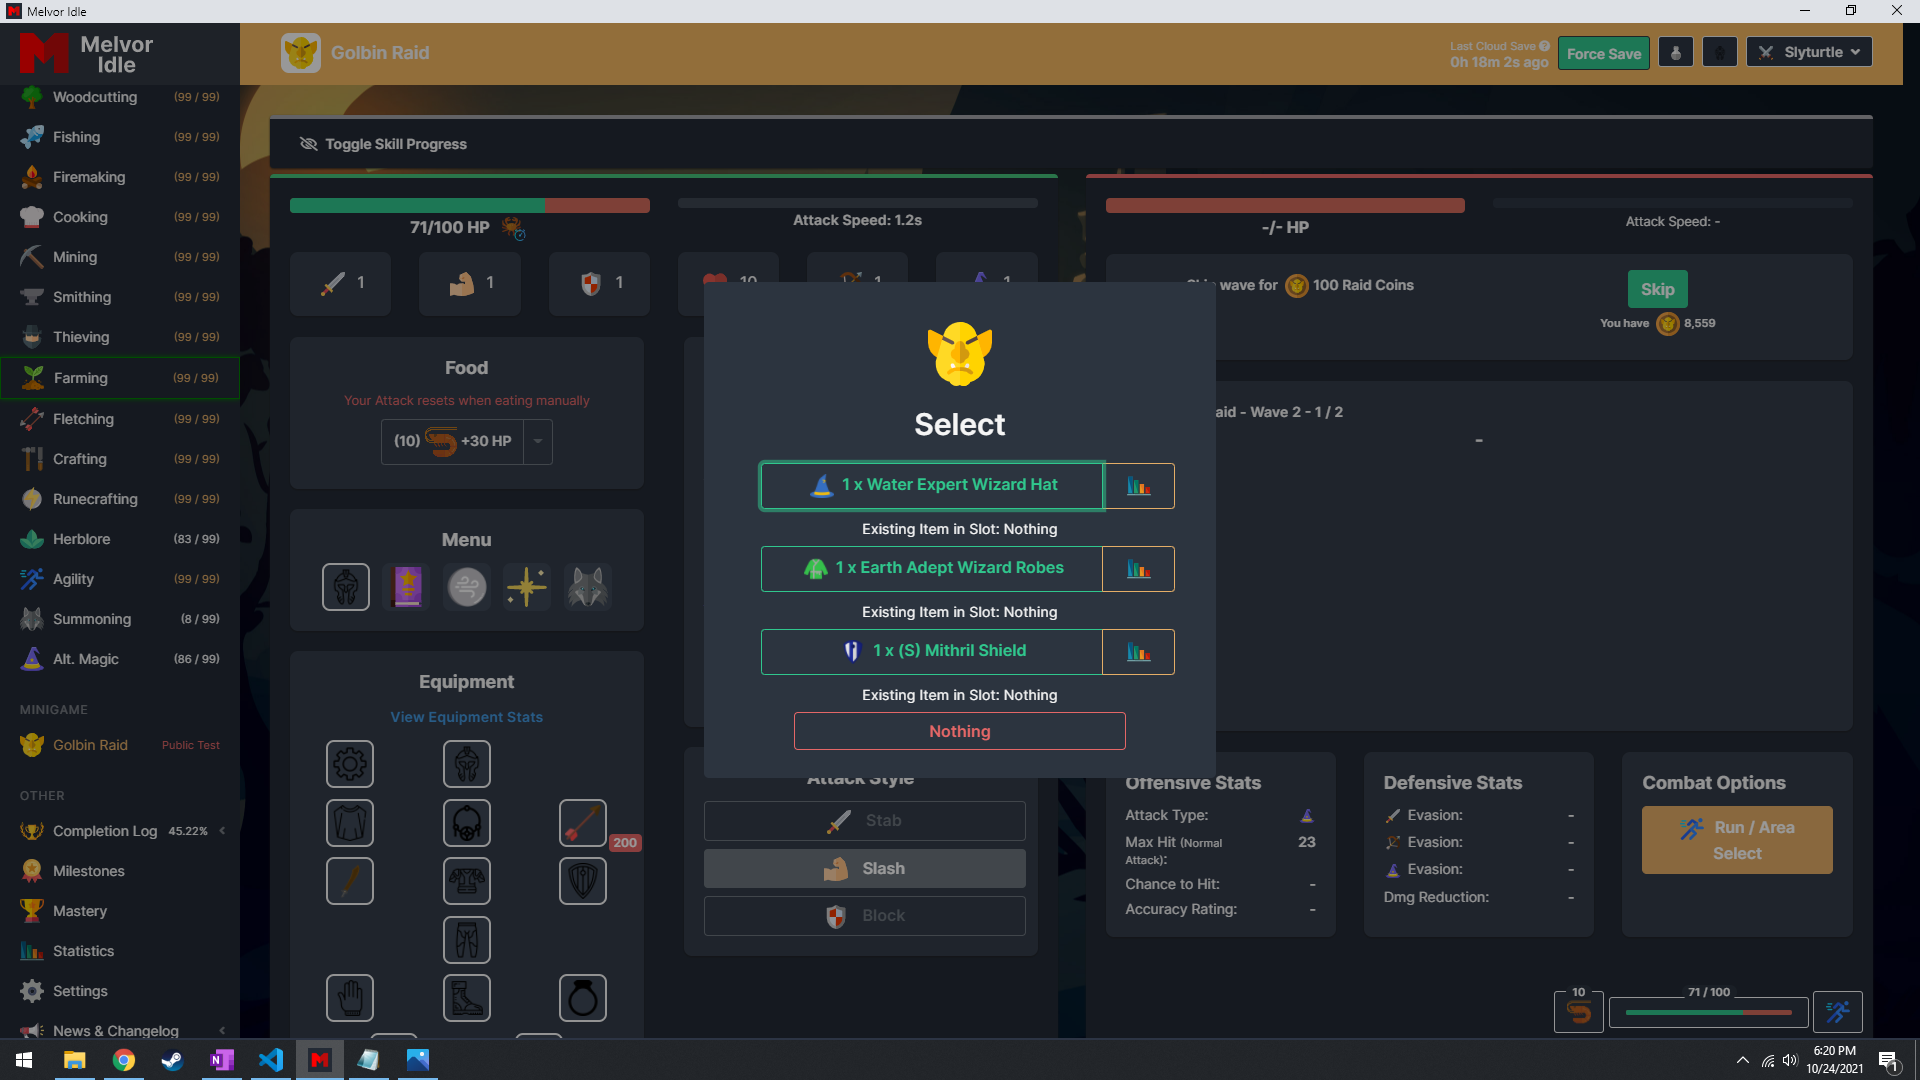 Melvor Idle
Melvor
Idle
Golbin Raid
Last Cloud Save
0h 18m 2s ago
Force Save
Slyturtle
Woodcutting (99 / 99)
Fishing (99 / 99)
Firemaking (99 / 99)
Cooking (99 / 99)
Mining (99 / 99)
Smithing (99 / 99)
Thieving (99 / 99)
Farming (99 / 99)
Fletching (99 / 99)
Crafting (99 / 99)
Runecrafting (99 / 99)
Herblore (83 / 99)
Agility (99 / 99)
Summoning (8 / 99)
Alt. Magic (86 / 99)
MINIGAME
Golbin Raid Public Test
OTHER
Completion Log 45.22%
Milestones
Mastery
Statistics
Settings
News & Changelog
Toggle Skill Progress
71/100 HP
Attack Speed: 1.2s
1
1
1
10
1
1
Food
Your Attack resets when eating manually
(10) +30 HP
Menu
Equipment
View Equipment Stats
200
Attack Style
Stab
Slash
Block
Select
1 x Water Expert Wizard Hat
Existing Item in Slot: Nothing
1 x Earth Adept Wizard Robes
Existing Item in Slot: Nothing
1 x (S) Mithril Shield
Existing Item in Slot: Nothing
Nothing
-/- HP
Attack Speed: -
wave for 100 Raid Coins
Skip
You have 8,559
aid - Wave 2 - 1 / 2
-
Offensive Stats
Attack Type:
Max Hit (Normal 23
Attack):
Chance to Hit: -
Accuracy Rating: -
Defensive Stats
Evasion: -
Evasion: -
Evasion: -
Dmg Reduction: -
Combat Options
Run / Area
Select
10
71 / 100
6:20 PM
10/24/2021
1